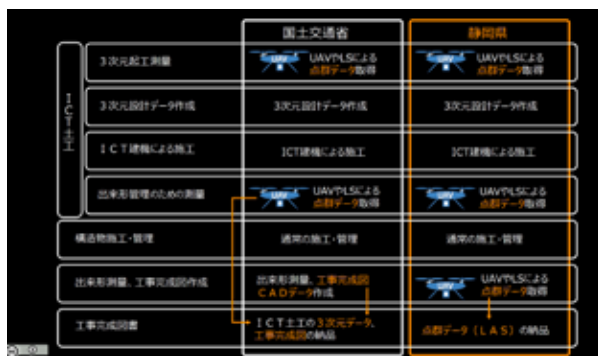 国土交通省
静岡県
ICT土工
3次元起工測量
UAVやLSによる
点群データ取得
UAVやLSによる
点群データ取得
3次元設計データ作成
3次元設計データ作成
3次元設計データ作成
ICT建機による施工
ICT建機による施工
ICT建機による施工
出来形管理のための測量
UAV
UAVやLSによる
点群データ取得
UAV
UAVやLSによる
点群データ取得
構造物施工・管理
通常の施工・管理
通常の施工・管理
出来形測量、工事完成図作成
出来形測量、工事完成図
CADデータ作成
UAVやLSによる
点群データ取得
工事完成図書
ICT土工の3次元データ、
工事完成図の納品
点群データ(LAS)の納品